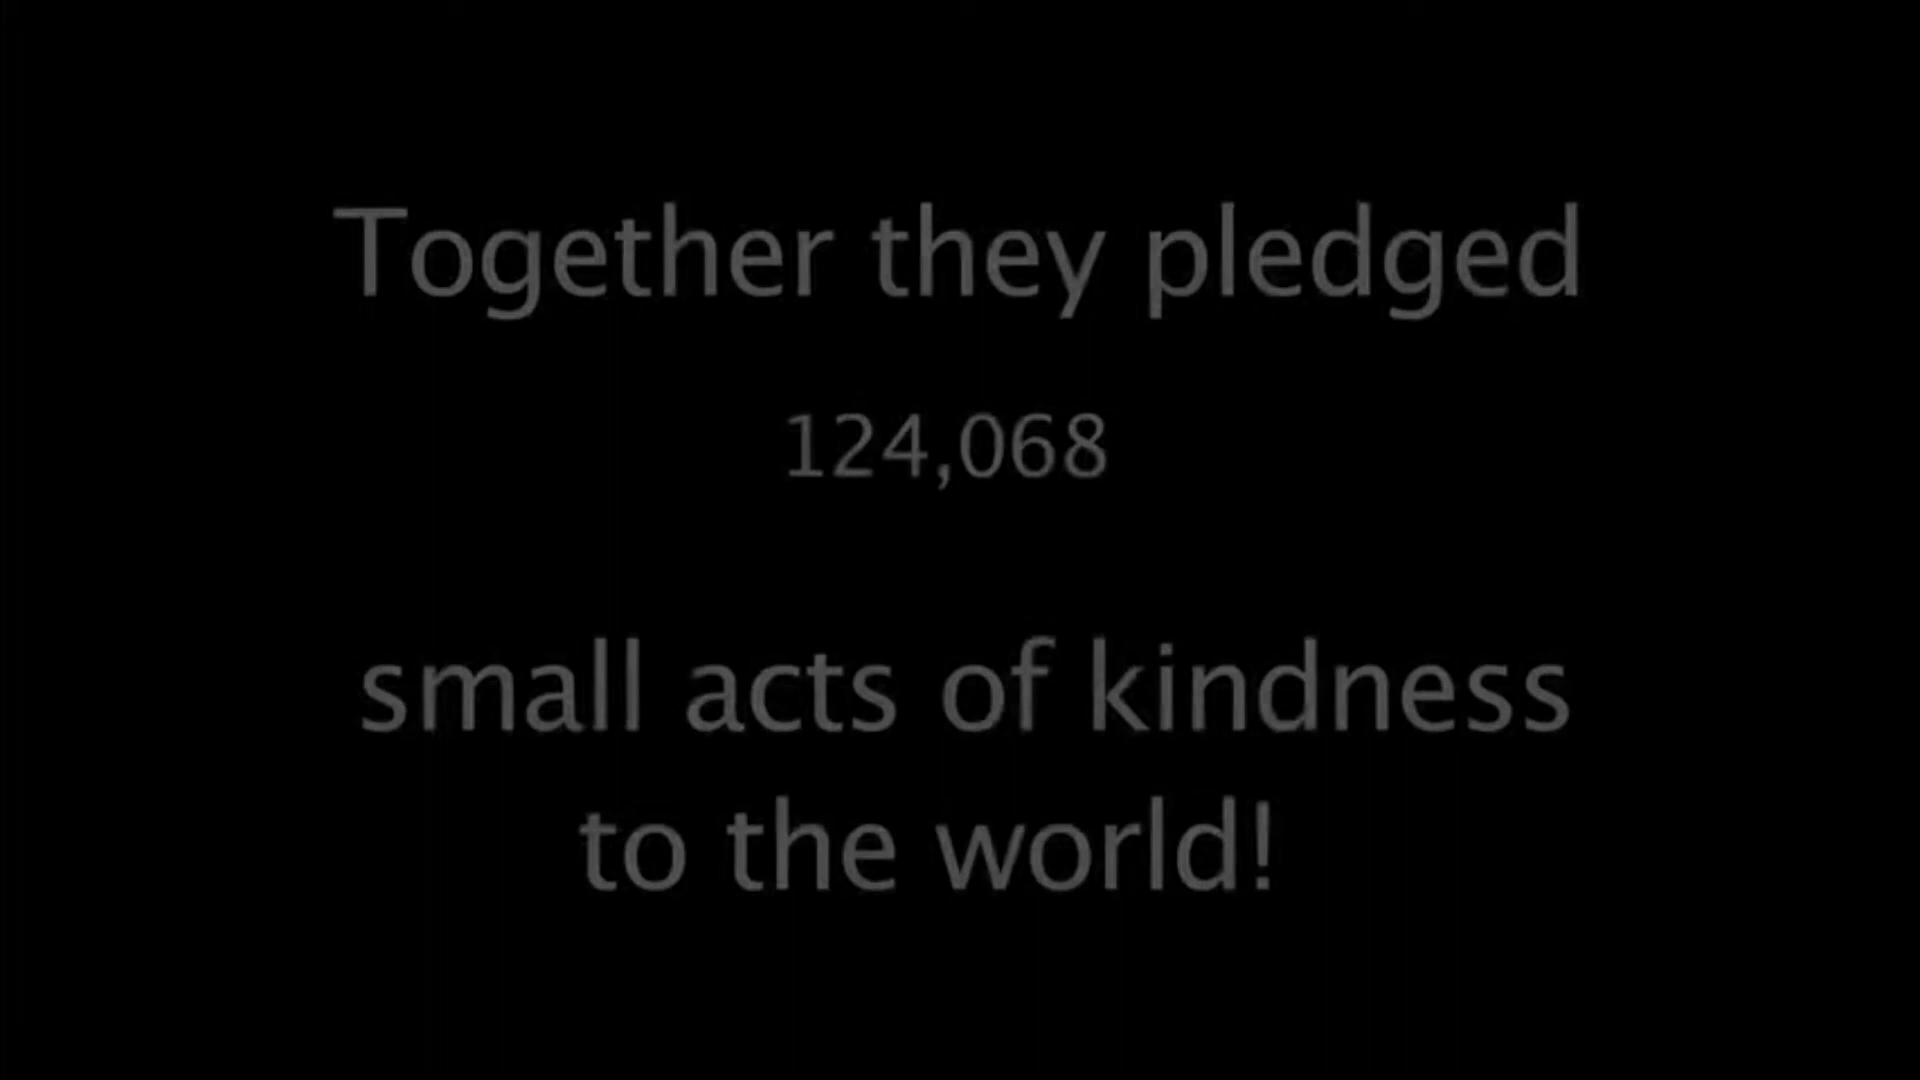 Together they pledged
124,068
small acts of kindness
to the world!